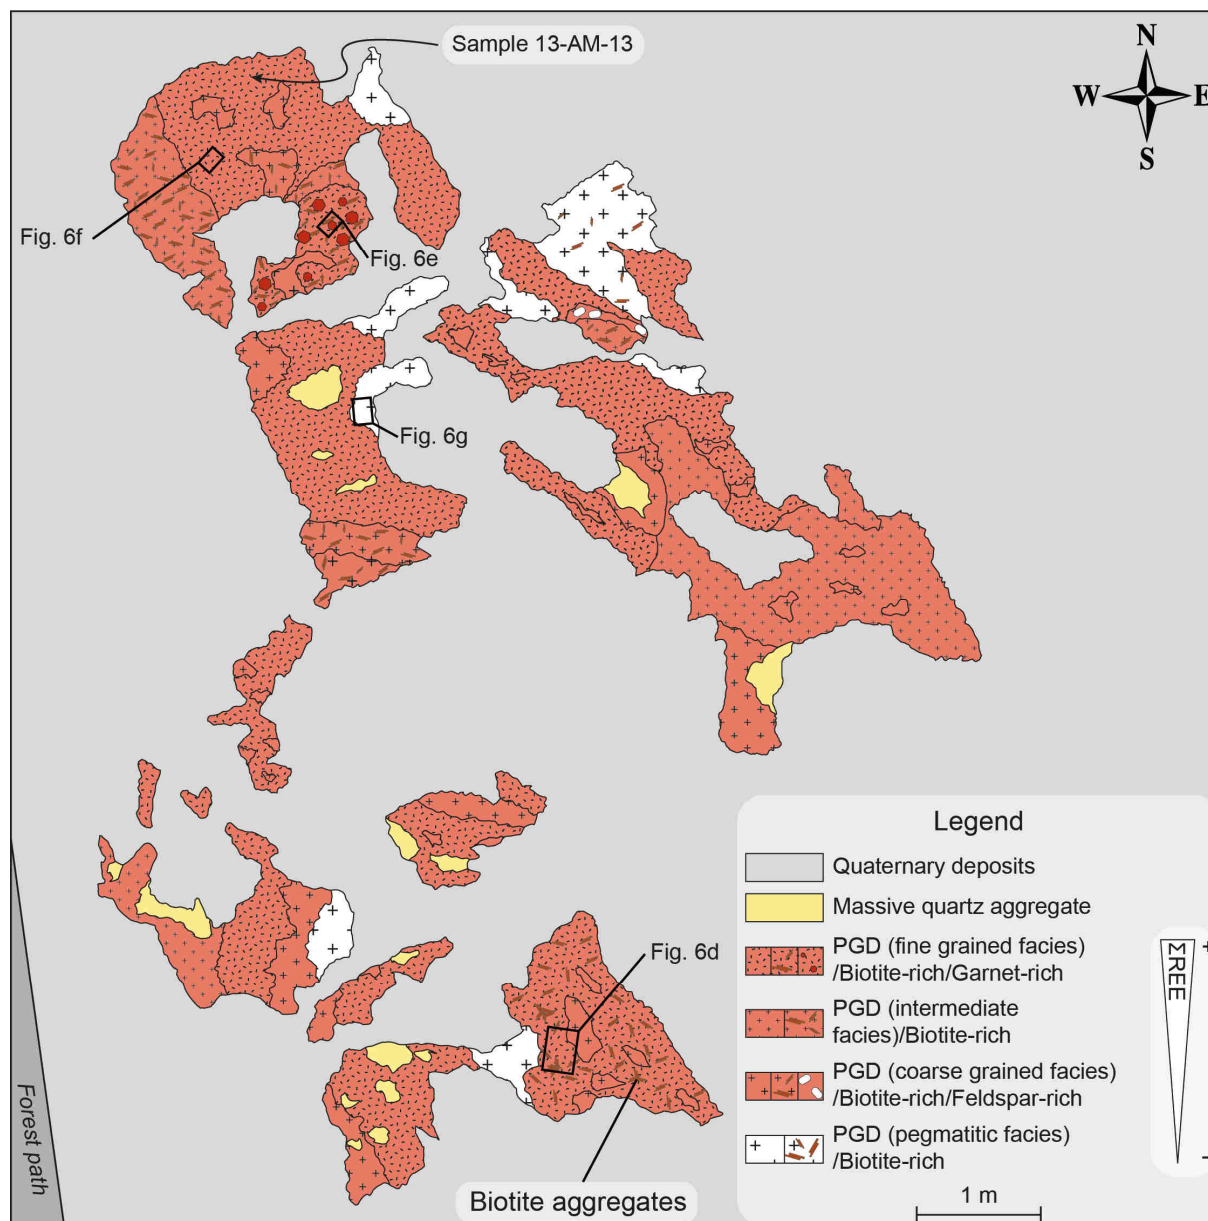 Sample 13-AM-13
N
W
E
S
Fig. 6f
Fig. 6e
Fig. 6g
Fig. 6d
Biotite aggregates
Forest path
Legend
Quaternary deposits
Massive quartz aggregate
PGD (fine grained facies)
/Biotite-rich/Garnet-rich
PGD (intermediate
facies)/Biotite-rich
PGD (coarse grained facies)
/Biotite-rich/Feldspar-rich
PGD (pegmatitic facies)
/Biotite-rich
+
ΣREE
-
1 m